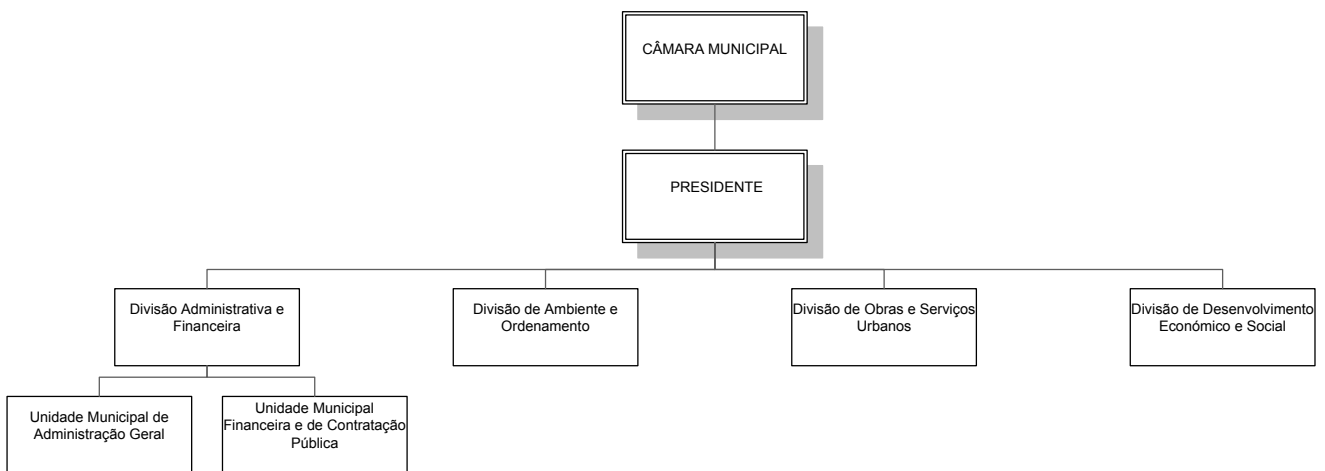 CÂMARA MUNICIPAL
PRESIDENTE
Divisão Administrativa e
Financeira
Divisão de Ambiente e
Ordenamento
Divisão de Obras e Serviços
Urbanos
Divisão de Desenvolvimento
Económico e Social
Unidade Municipal de
Administração Geral
Unidade Municipal
Financeira e de Contratação
Pública